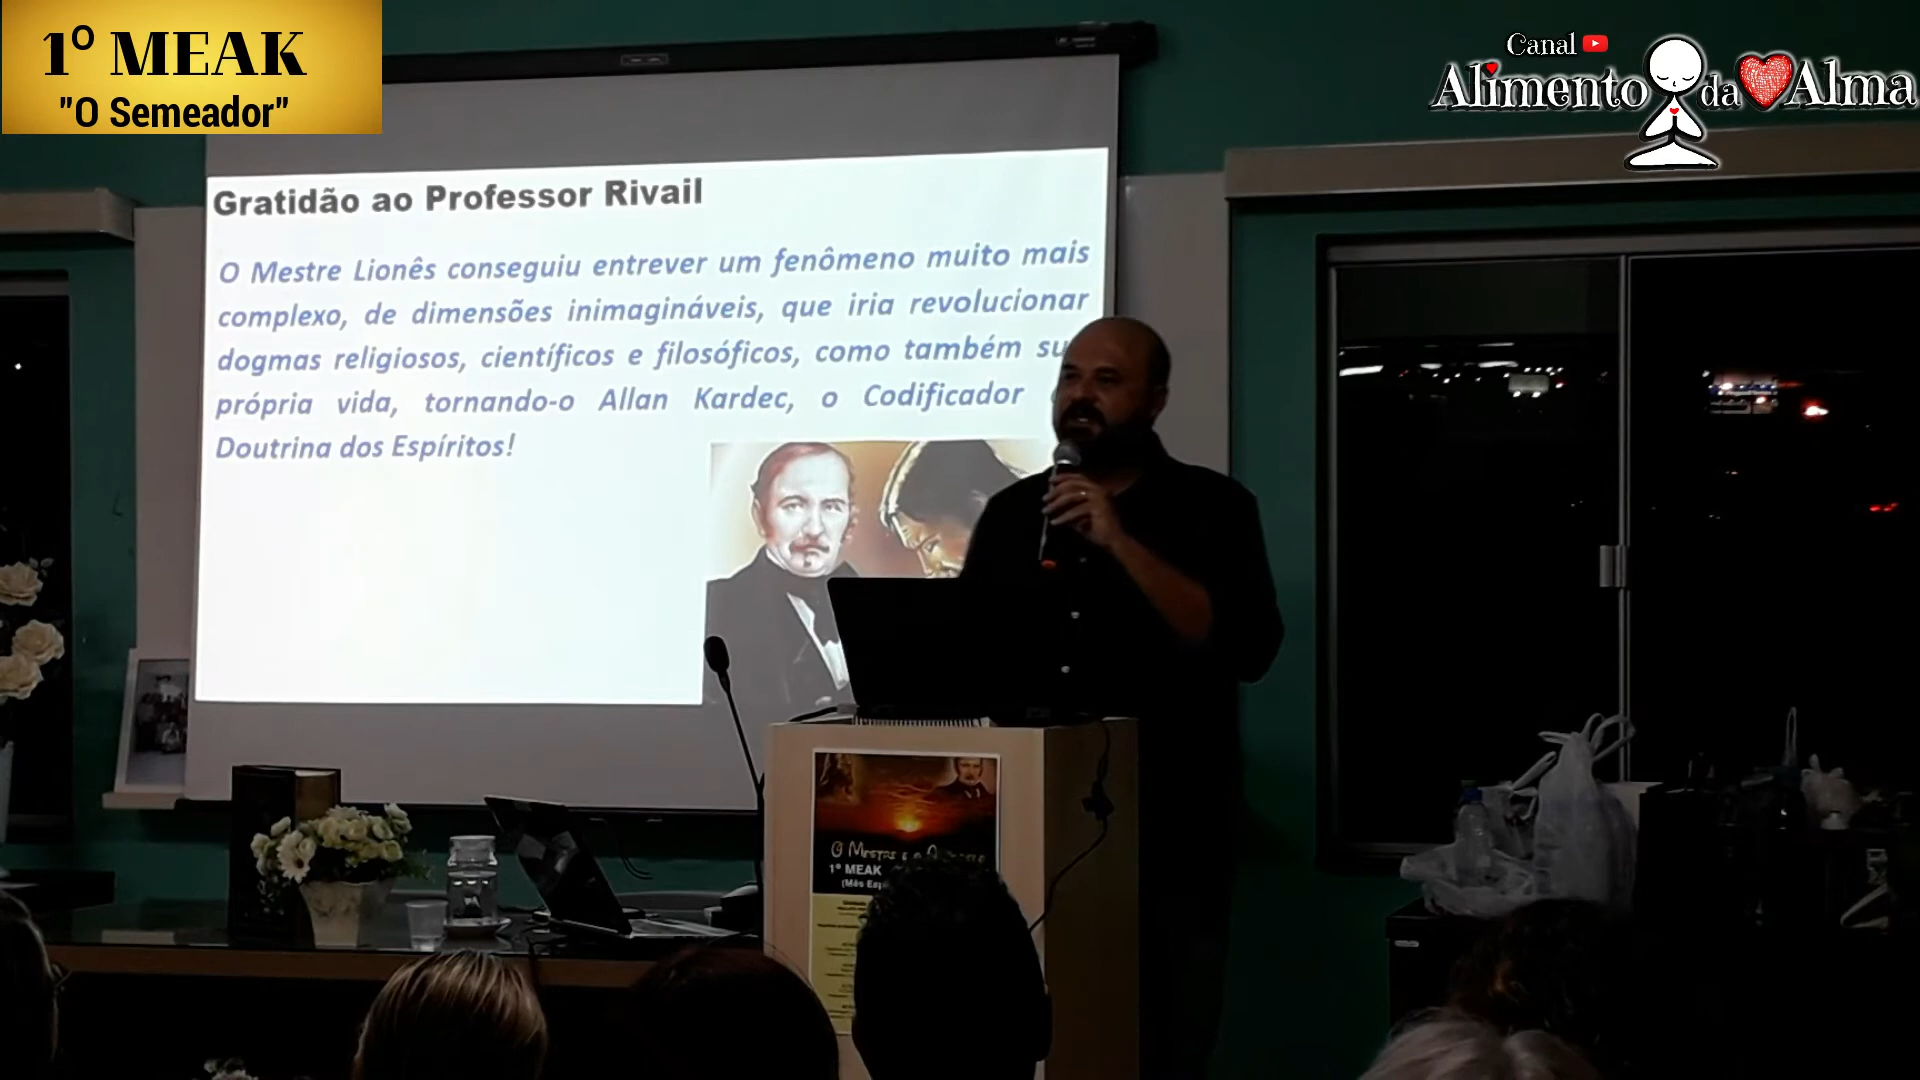 1º MEAK
"O Semeador"
Canal
Alimento da Alma
Gratidão ao Professor Rivail
O Mestre Lionês conseguiu entrever um fenômeno muito mais
complexo, de dimensões inimagináveis, que iria revolucionar
dogmas religiosos, científicos e filosóficos, como também su
própria vida, tornando-o Allan Kardec, o Codificador
Doutrina dos Espíritos!
O Mestre e o
1º MEAK
(Mês